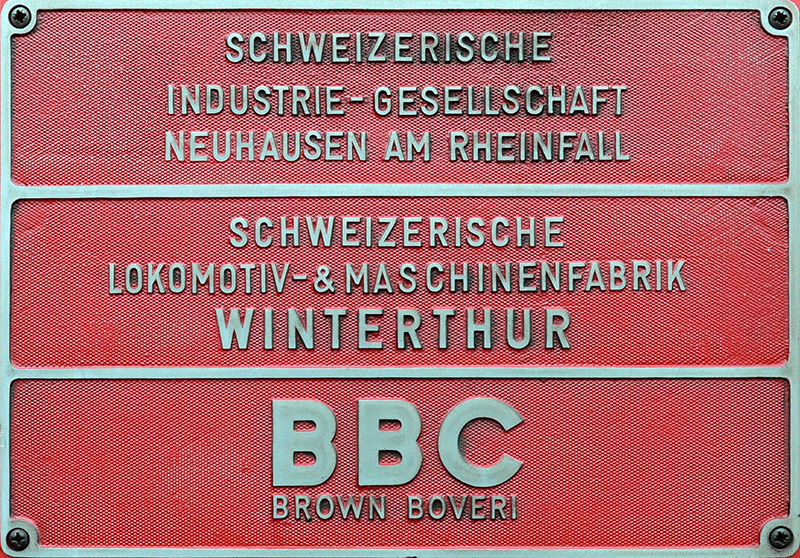 SCHWEIZERISCHE
INDUSTRIE-GESELLSCHAFT
NEUHAUSEN AM RHEINFALL
SCHWEIZERISCHE
LOKOMOTIV-&MASCHINENFABRIK
WINTERTHUR
BBC
BROWN BOVERI